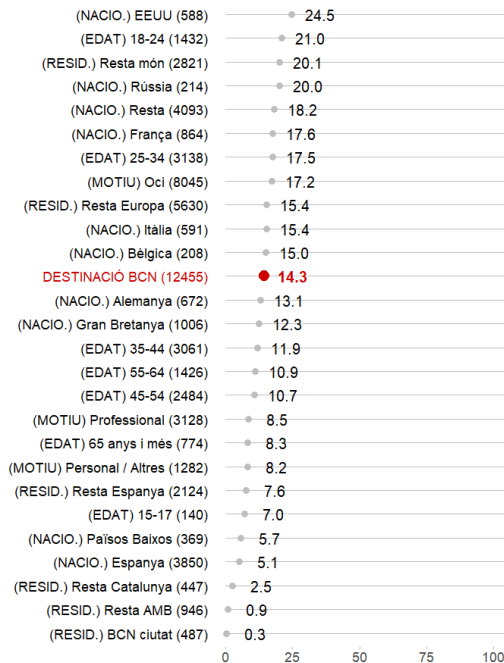 (NACIO.) EEUU (588) 24.5
(EDAT) 18-24 (1432) 21.0
(RESID.) Resta món (2821) 20.1
(NACIO.) Rússia (214) 20.0
(NACIO.) Resta (4093) 18.2
(NACIO.) França (864) 17.6
(EDAT) 25-34 (3138) 17.5
(MOTIU) Oci (8045) 17.2
(RESID.) Resta Europa (5630) 15.4
(NACIO.) Itàlia (591) 15.4
(NACIO.) Bèlgica (208) 15.0
DESTINACIÓ BCN (12455) 14.3
(NACIO.) Alemanya (672) 13.1
(NACIO.) Gran Bretanya (1006) 12.3
(EDAT) 35-44 (3061) 11.9
(EDAT) 55-64 (1426) 10.9
(EDAT) 45-54 (2484) 10.7
(MOTIU) Professional (3128) 8.5
(EDAT) 65 anys i més (774) 8.3
(MOTIU) Personal / Altres (1282) 8.2
(RESID.) Resta Espanya (2124) 7.6
(EDAT) 15-17 (140) 7.0
(NACIO.) Països Baixos (369) 5.7
(NACIO.) Espanya (3850) 5.1
(RESID.) Resta Catalunya (447) 2.5
(RESID.) Resta AMB (946) 0.9
(RESID.) BCN ciutat (487) 0.3
0 25 50 75 100